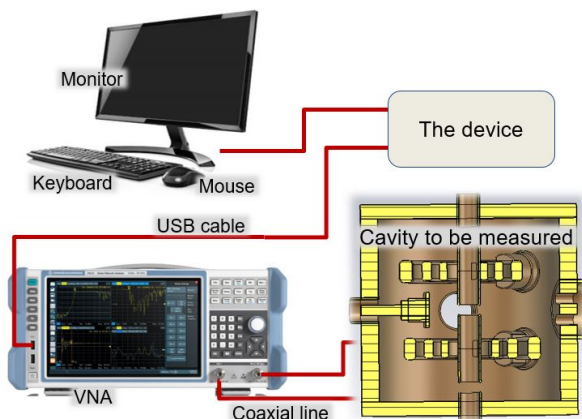 Monitor
The device
Keyboard
Mouse
USB cable
Cavity to be measured
VNA
Coaxial line